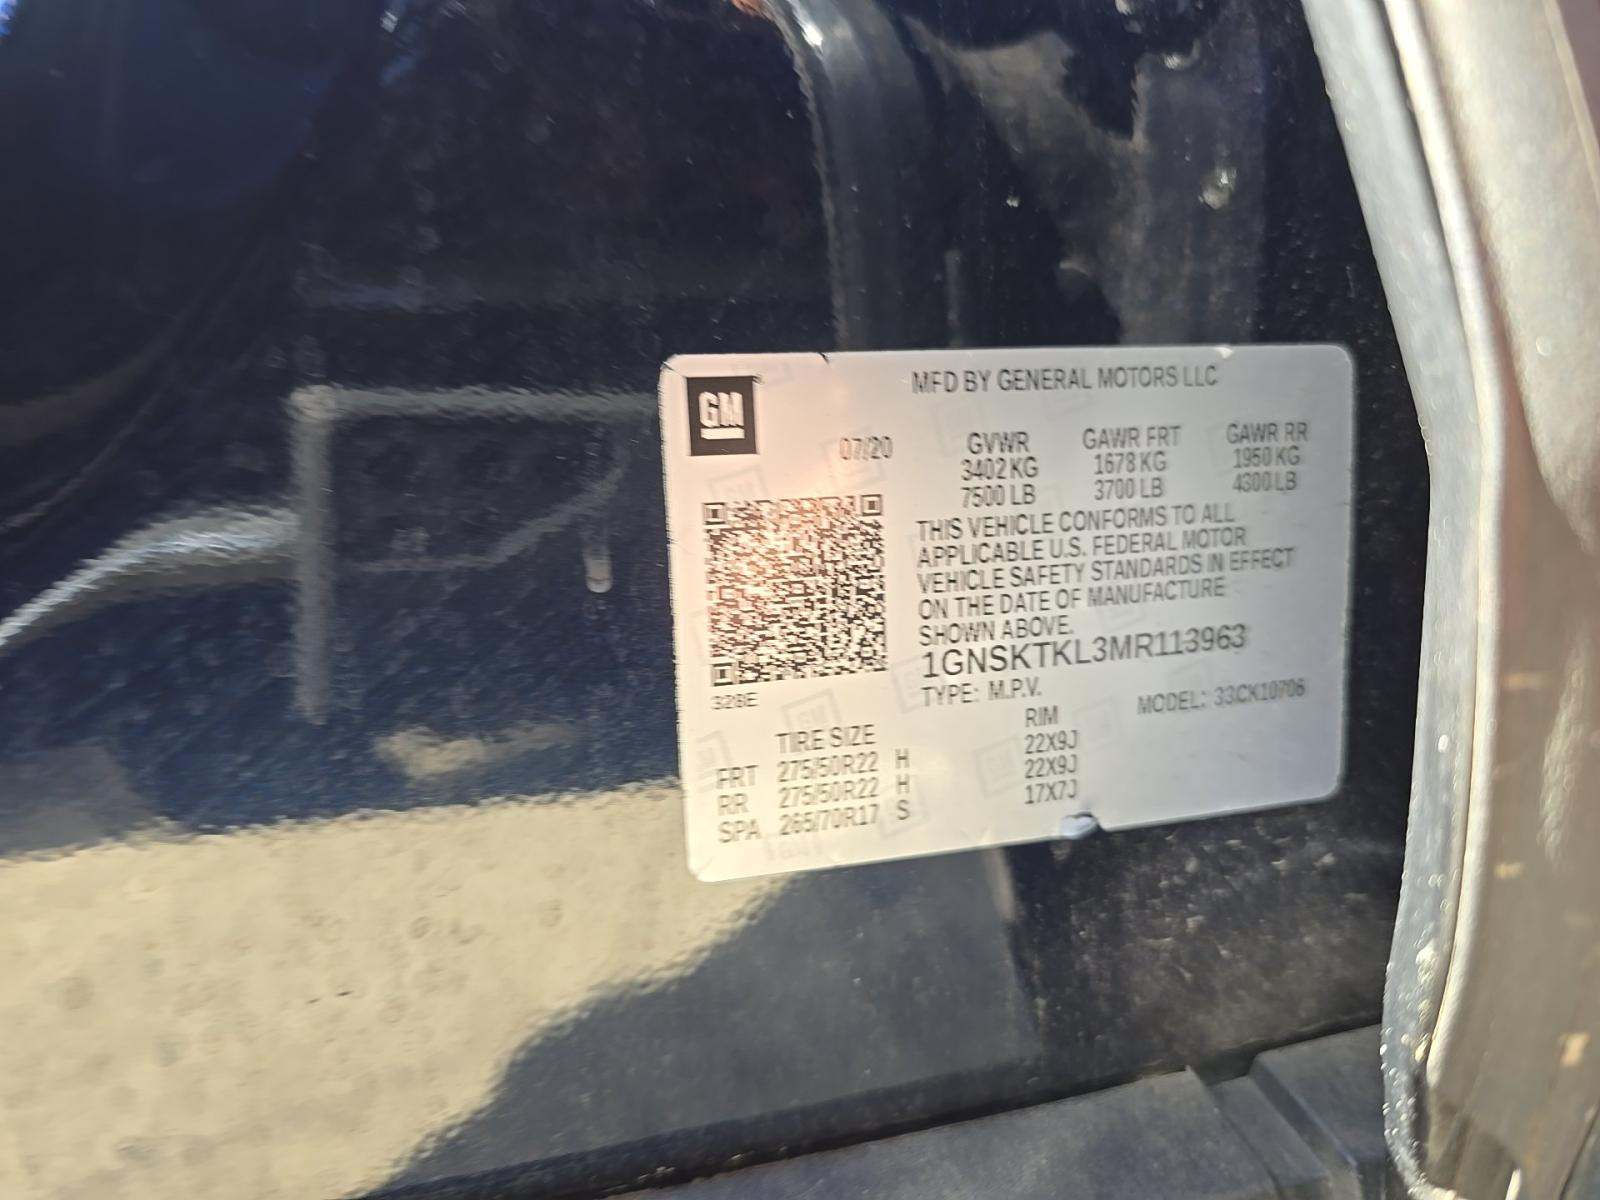 GM
MFD BY GENERAL MOTORS LLC
07/20 GVWR GAWR FRT GAWR RR
3402 KG 1678 KG 1950 KG
7500 LB 3700 LB 4300 LB
THIS VEHICLE CONFORMS TO ALL
APPLICABLE U.S. FEDERAL MOTOR
VEHICLE SAFETY STANDARDS IN EFFECT
ON THE DATE OF MANUFACTURE
SHOWN ABOVE.
1GNSKTKL3MR113963
328E
TYPE: M.P.V. MODEL: 33CK10706
TIRE SIZE RIM
FRT 275/50R22 H 22X9J
RR 275/50R22 H 22X9J
SPA 265/70R17 S 17X7J